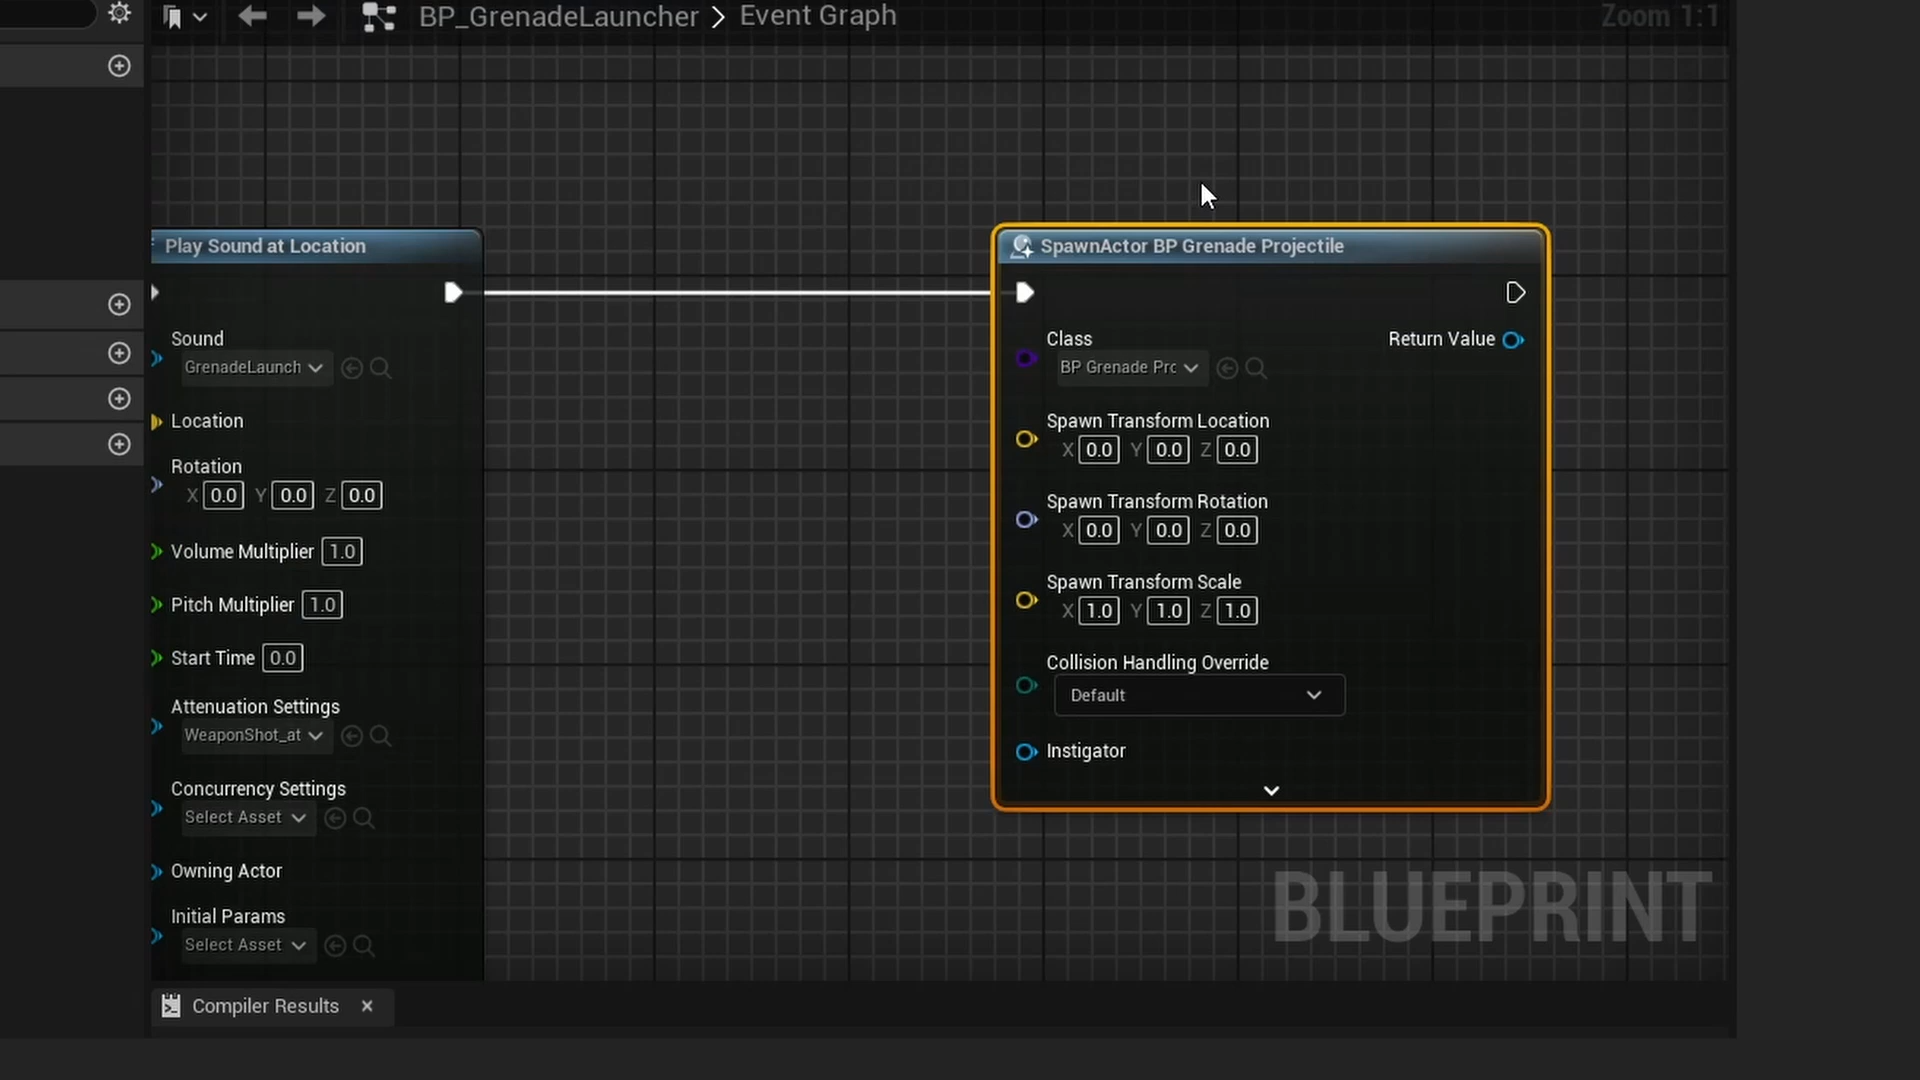 BP_GrenadeLauncher > Event Graph
Zoom 1:1
Play Sound at Location
Sound
GrenadeLaunch
Location
Rotation
X 0.0 Y 0.0 Z 0.0
Volume Multiplier 1.0
Pitch Multiplier 1.0
Start Time 0.0
Attenuation Settings
WeaponShot_at
Concurrency Settings
Select Asset
Owning Actor
Initial Params
Select Asset
SpawnActor BP Grenade Projectile
Class
Return Value
BP Grenade Prc
Spawn Transform Location
X 0.0 Y 0.0 Z 0.0
Spawn Transform Rotation
X 0.0 Y 0.0 Z 0.0
Spawn Transform Scale
X 1.0 Y 1.0 Z 1.0
Collision Handling Override
Default
Instigator
BLUEPRINT
Compiler Results